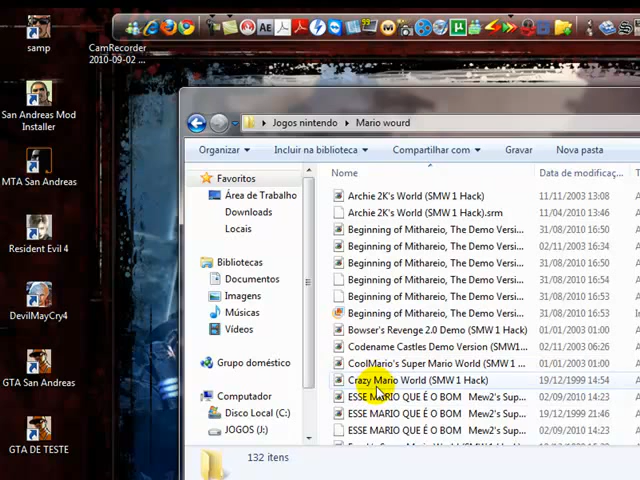 samp
CamRecorder
2010-09-02 ...
San Andreas Mod
Installer
MTA San Andreas
Resident Evil 4
DevilMayCry4
GTA San Andreas
GTA DE TESTE
Jogos nintendo
Mario wourd
Organizar
Incluir na biblioteca
Compartilhar com
Gravar
Nova pasta
Favoritos
Área de Trabalho
Downloads
Locais
Bibliotecas
Documentos
Imagens
Músicas
Vídeos
Grupo doméstico
Computador
Disco Local (C:)
JOGOS (J:)
Nome
Data de modificaç...
Archie 2K's World (SMW 1 Hack) 11/11/2003 13:08
Archie 2K's World (SMW 1 Hack).srm 11/04/2010 13:46
Beginning of Mithareio, The Demo Versi... 31/08/2010 16:50
Beginning of Mithareio, The Demo Versi... 02/11/2003 16:34
Beginning of Mithareio, The Demo Versi... 31/08/2010 16:50
Beginning of Mithareio, The Demo Versi... 31/08/2010 16:53
Beginning of Mithareio, The Demo Versi... 31/08/2010 16:50
Beginning of Mithareio, The Demo Versi... 31/08/2010 16:53
Bowser's Revenge 2.0 Demo (SMW 1 Hack) 01/01/2003 01:00
Codename Castles Demo Version (SMW1...
CoolMario's Super Mario World (SMW 1 ... 01/01/2003 01:00
Crazy Mario World (SMW 1 Hack) 19/12/1999 14:54
ESSE MARIO QUE É O BOM Mew2's Sup... 02/09/2010 14:23
ESSE MARIO QUE É O BOM Mew2's Sup... 19/12/1999 21:46
ESSE MARIO QUE É O BOM Mew2's Sup... 02/09/2010 14:23
132 itens